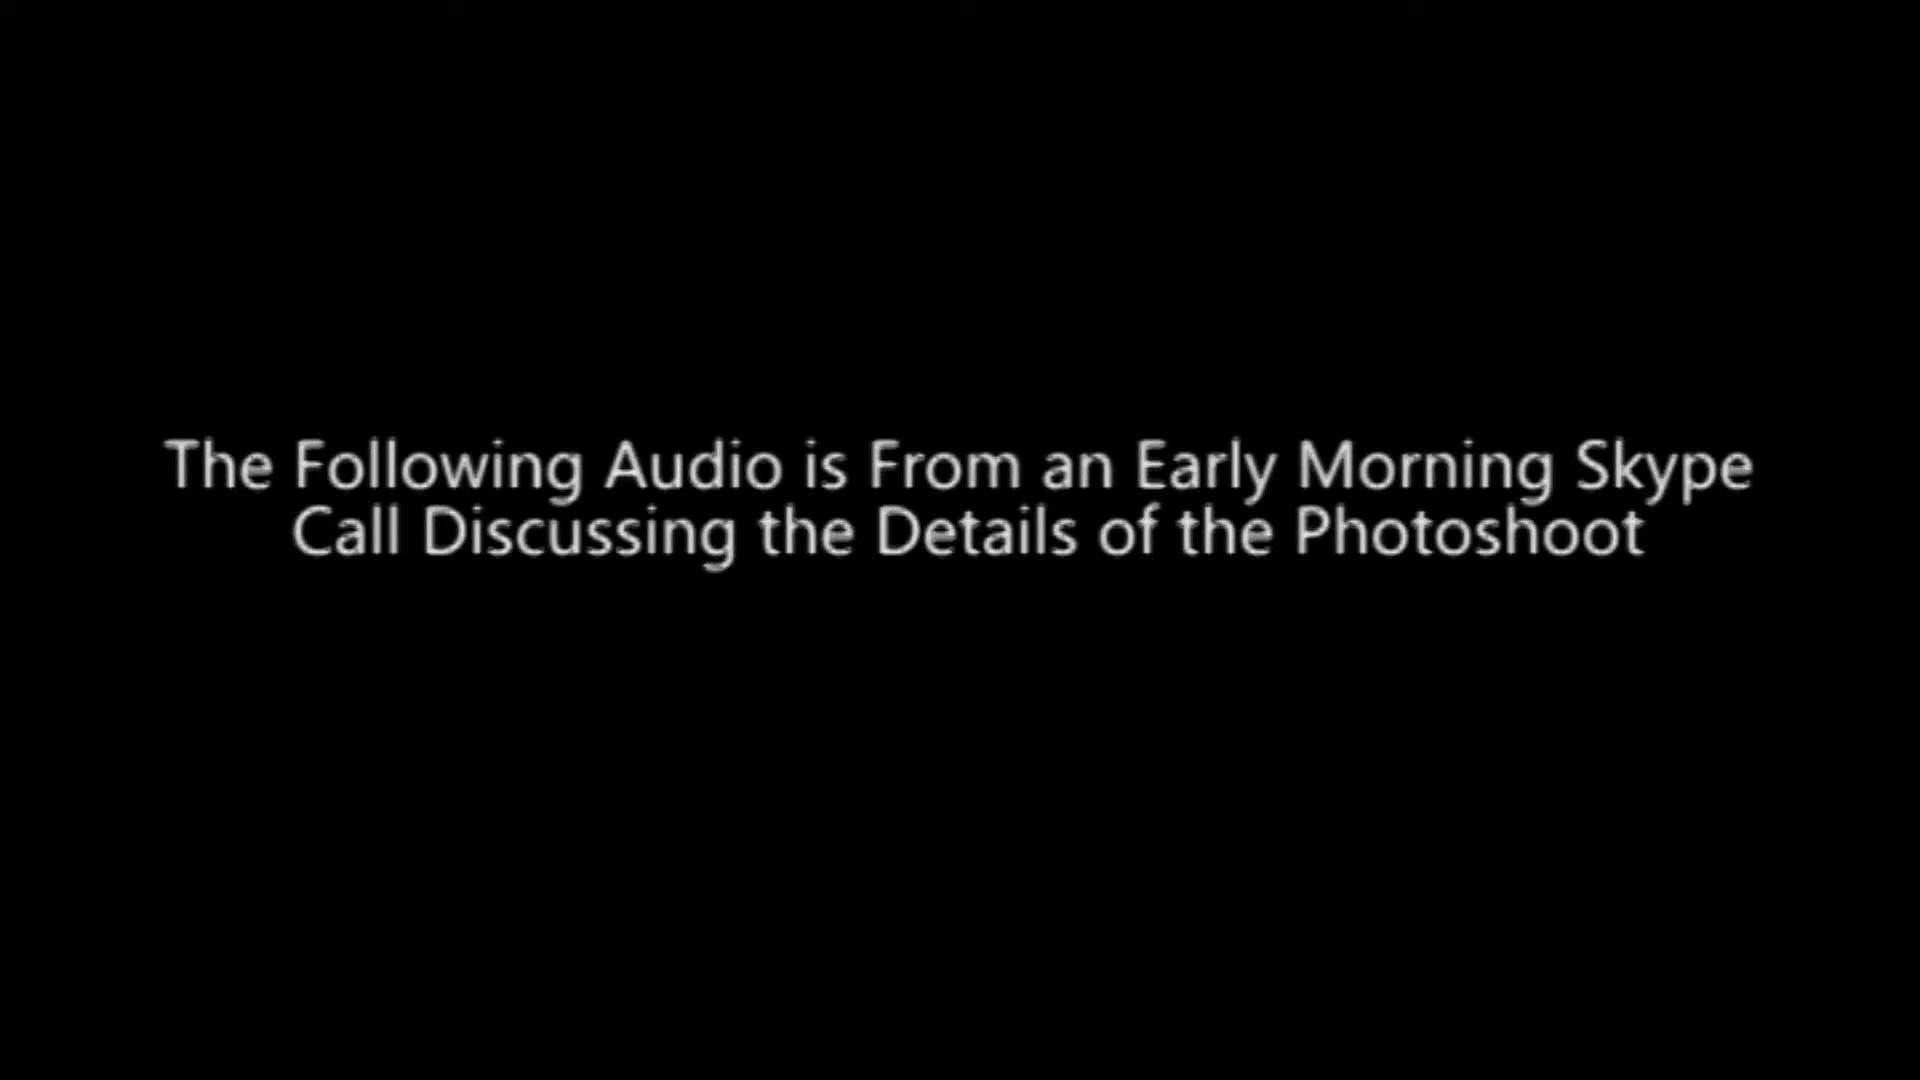 The Following Audio is From an Early Morning Skype
Call Discussing the Details of the Photoshoot